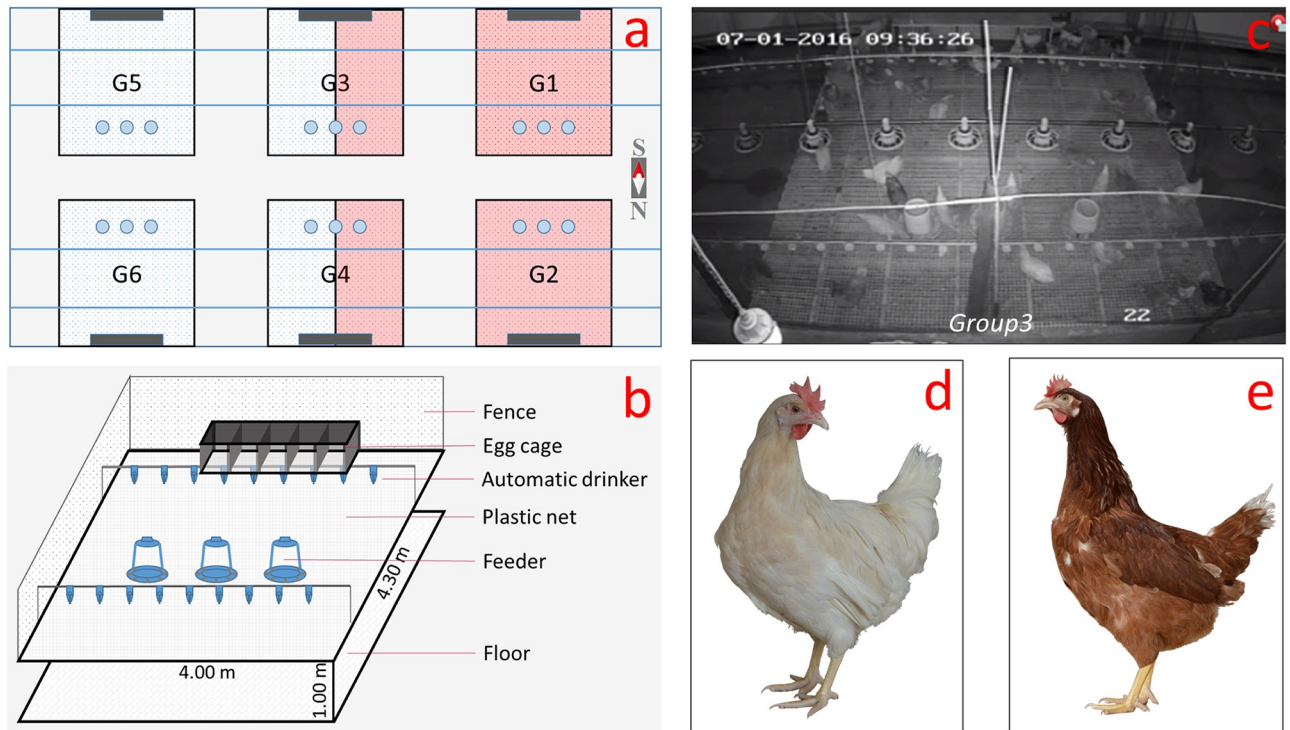 a
G5
G3
G1
S
N
G6
G4
G2
b
Fence
Egg cage
Automatic drinker
Plastic net
Feeder
Floor
4.30 m
4.00 m
1.00 m
c
07-01-2016 09:36:26
Group3
22
d
e